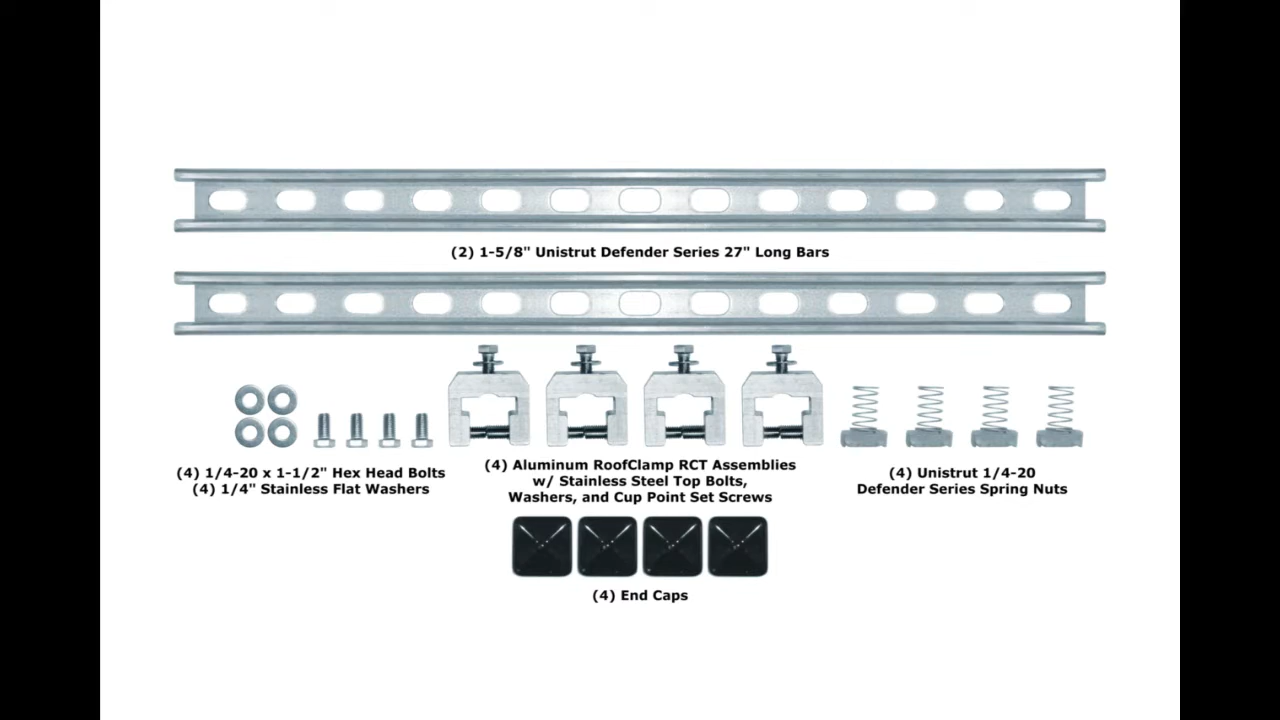 (2) 1-5/8" Unistrut Defender Series 27" Long Bars
(4) 1/4-20 x 1-1/2" Hex Head Bolts
(4) 1/4" Stainless Flat Washers
(4) Aluminum RoofClamp RCT Assemblies
w/ Stainless Steel Top Bolts,
Washers, and Cup Point Set Screws
(4) Unistrut 1/4-20
Defender Series Spring Nuts
(4) End Caps